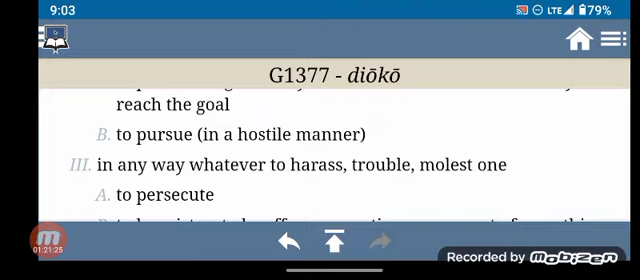 9:03
LTE 79%
G1377 - diōkō
reach the goal
B. to pursue (in a hostile manner)
III. in any way whatever to harass, trouble, molest one
A. to persecute
01:21:25
Recorded by Mobizen